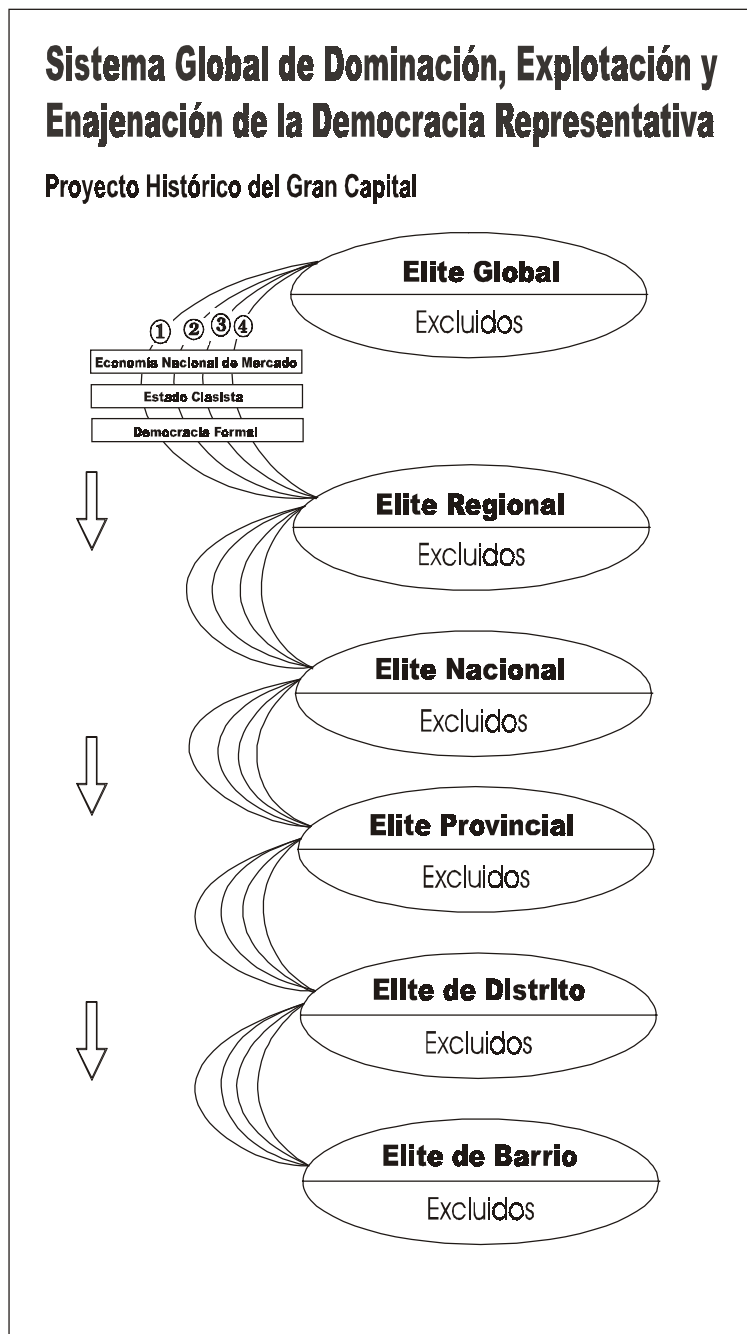 Sistema Global de Dominación, Explotación y
Enajenación de la Democracia Representativa
Proyecto Histórico del Gran Capital
Elite Global
Excluidos
1 2 3 4
Economía Nacional de Mercado
Estado Clasista
Democracia Formal
Elite Regional
Excluidos
Elite Nacional
Excluidos
Elite Provincial
Excluidos
Elite de Distrito
Excluidos
Elite de Barrio
Excluidos